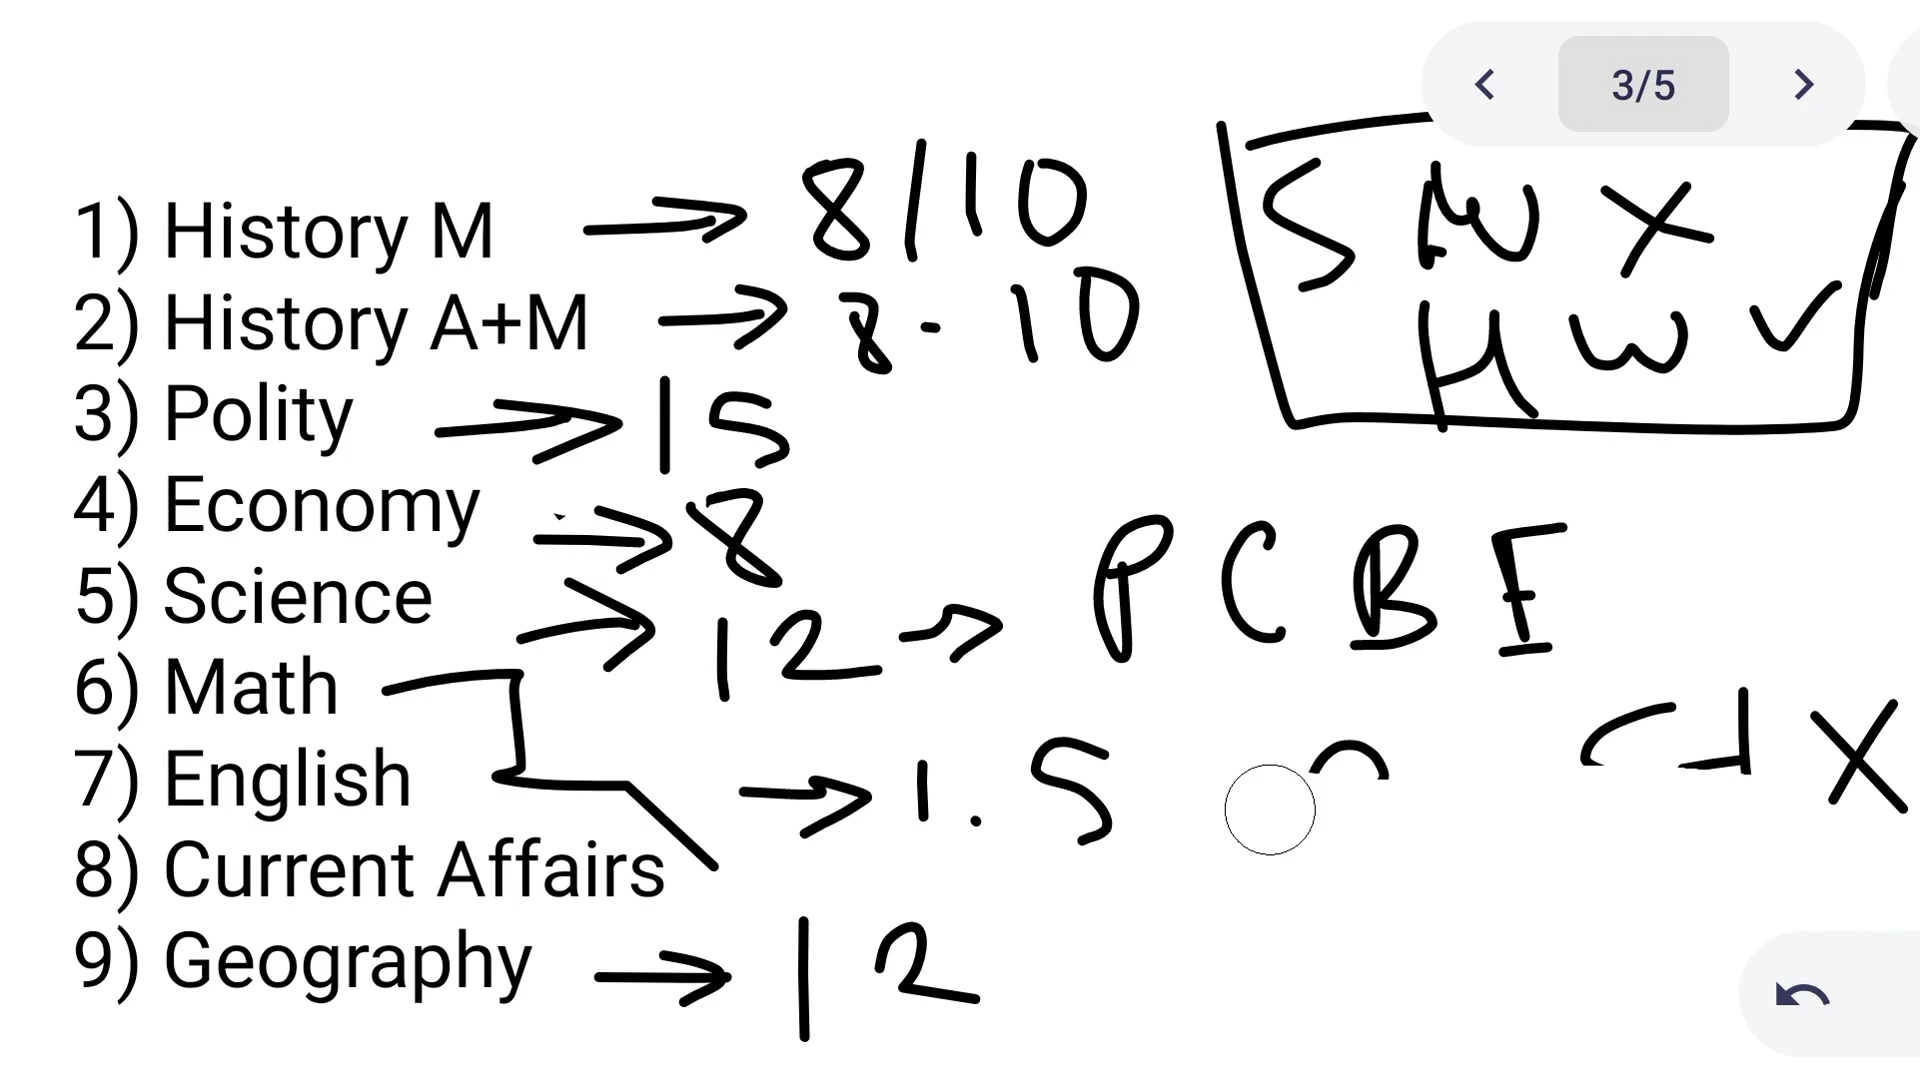 3/5
1) History M → 8/10
S M W X
2) History A+M → 8-10
H W ✓
3) Polity → 15
4) Economy → 8
5) Science → 12 → P C B E
6) Math
7) English → 1.5
X
8) Current Affairs
9) Geography → 12